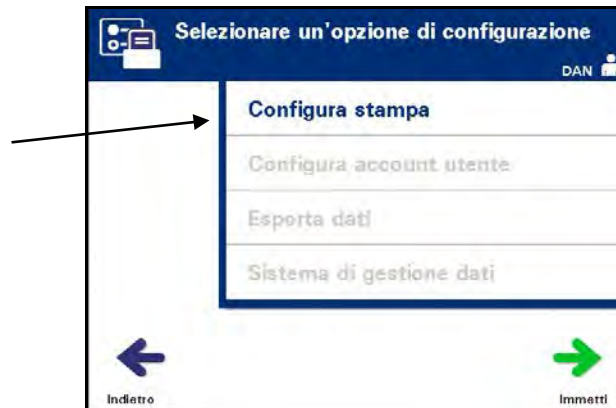 Selezionare un'opzione di configurazione
DAN
Configura stampa
Configura account utente
Esporta dati
Sistema di gestione dati
Indietro
Immetti